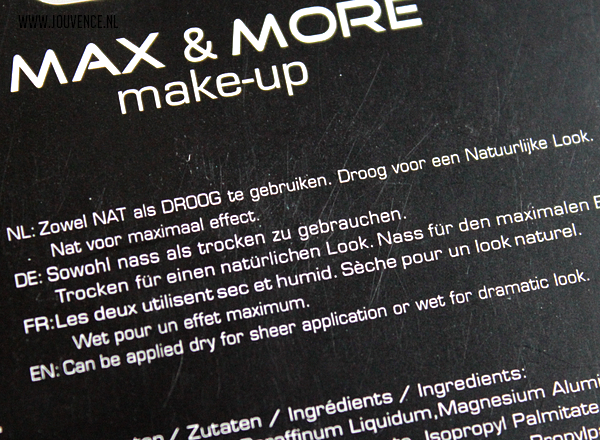 WWW.JOUVENCE.NL
MAX & MORE
make-up
NL: Zowel NAT als DROOG te gebruiken. Droog voor een Natuurlijke Look.
Nat voor maximaal effect.
DE: Sowohl nass als trocken zu gebrauchen.
Trocken für einen natürlichen Look. Nass für den maximalen
FR: Les deux utilisent sec et humid. Sèche pour un look naturel.
Wet pour un effet maximum.
EN: Can be applied dry for sheer application or wet for dramatic look.
/ Zutaten / Ingrédients / Ingredients:
Paraffinum Liquidum, Magnesium
Isopropyl Palmitate